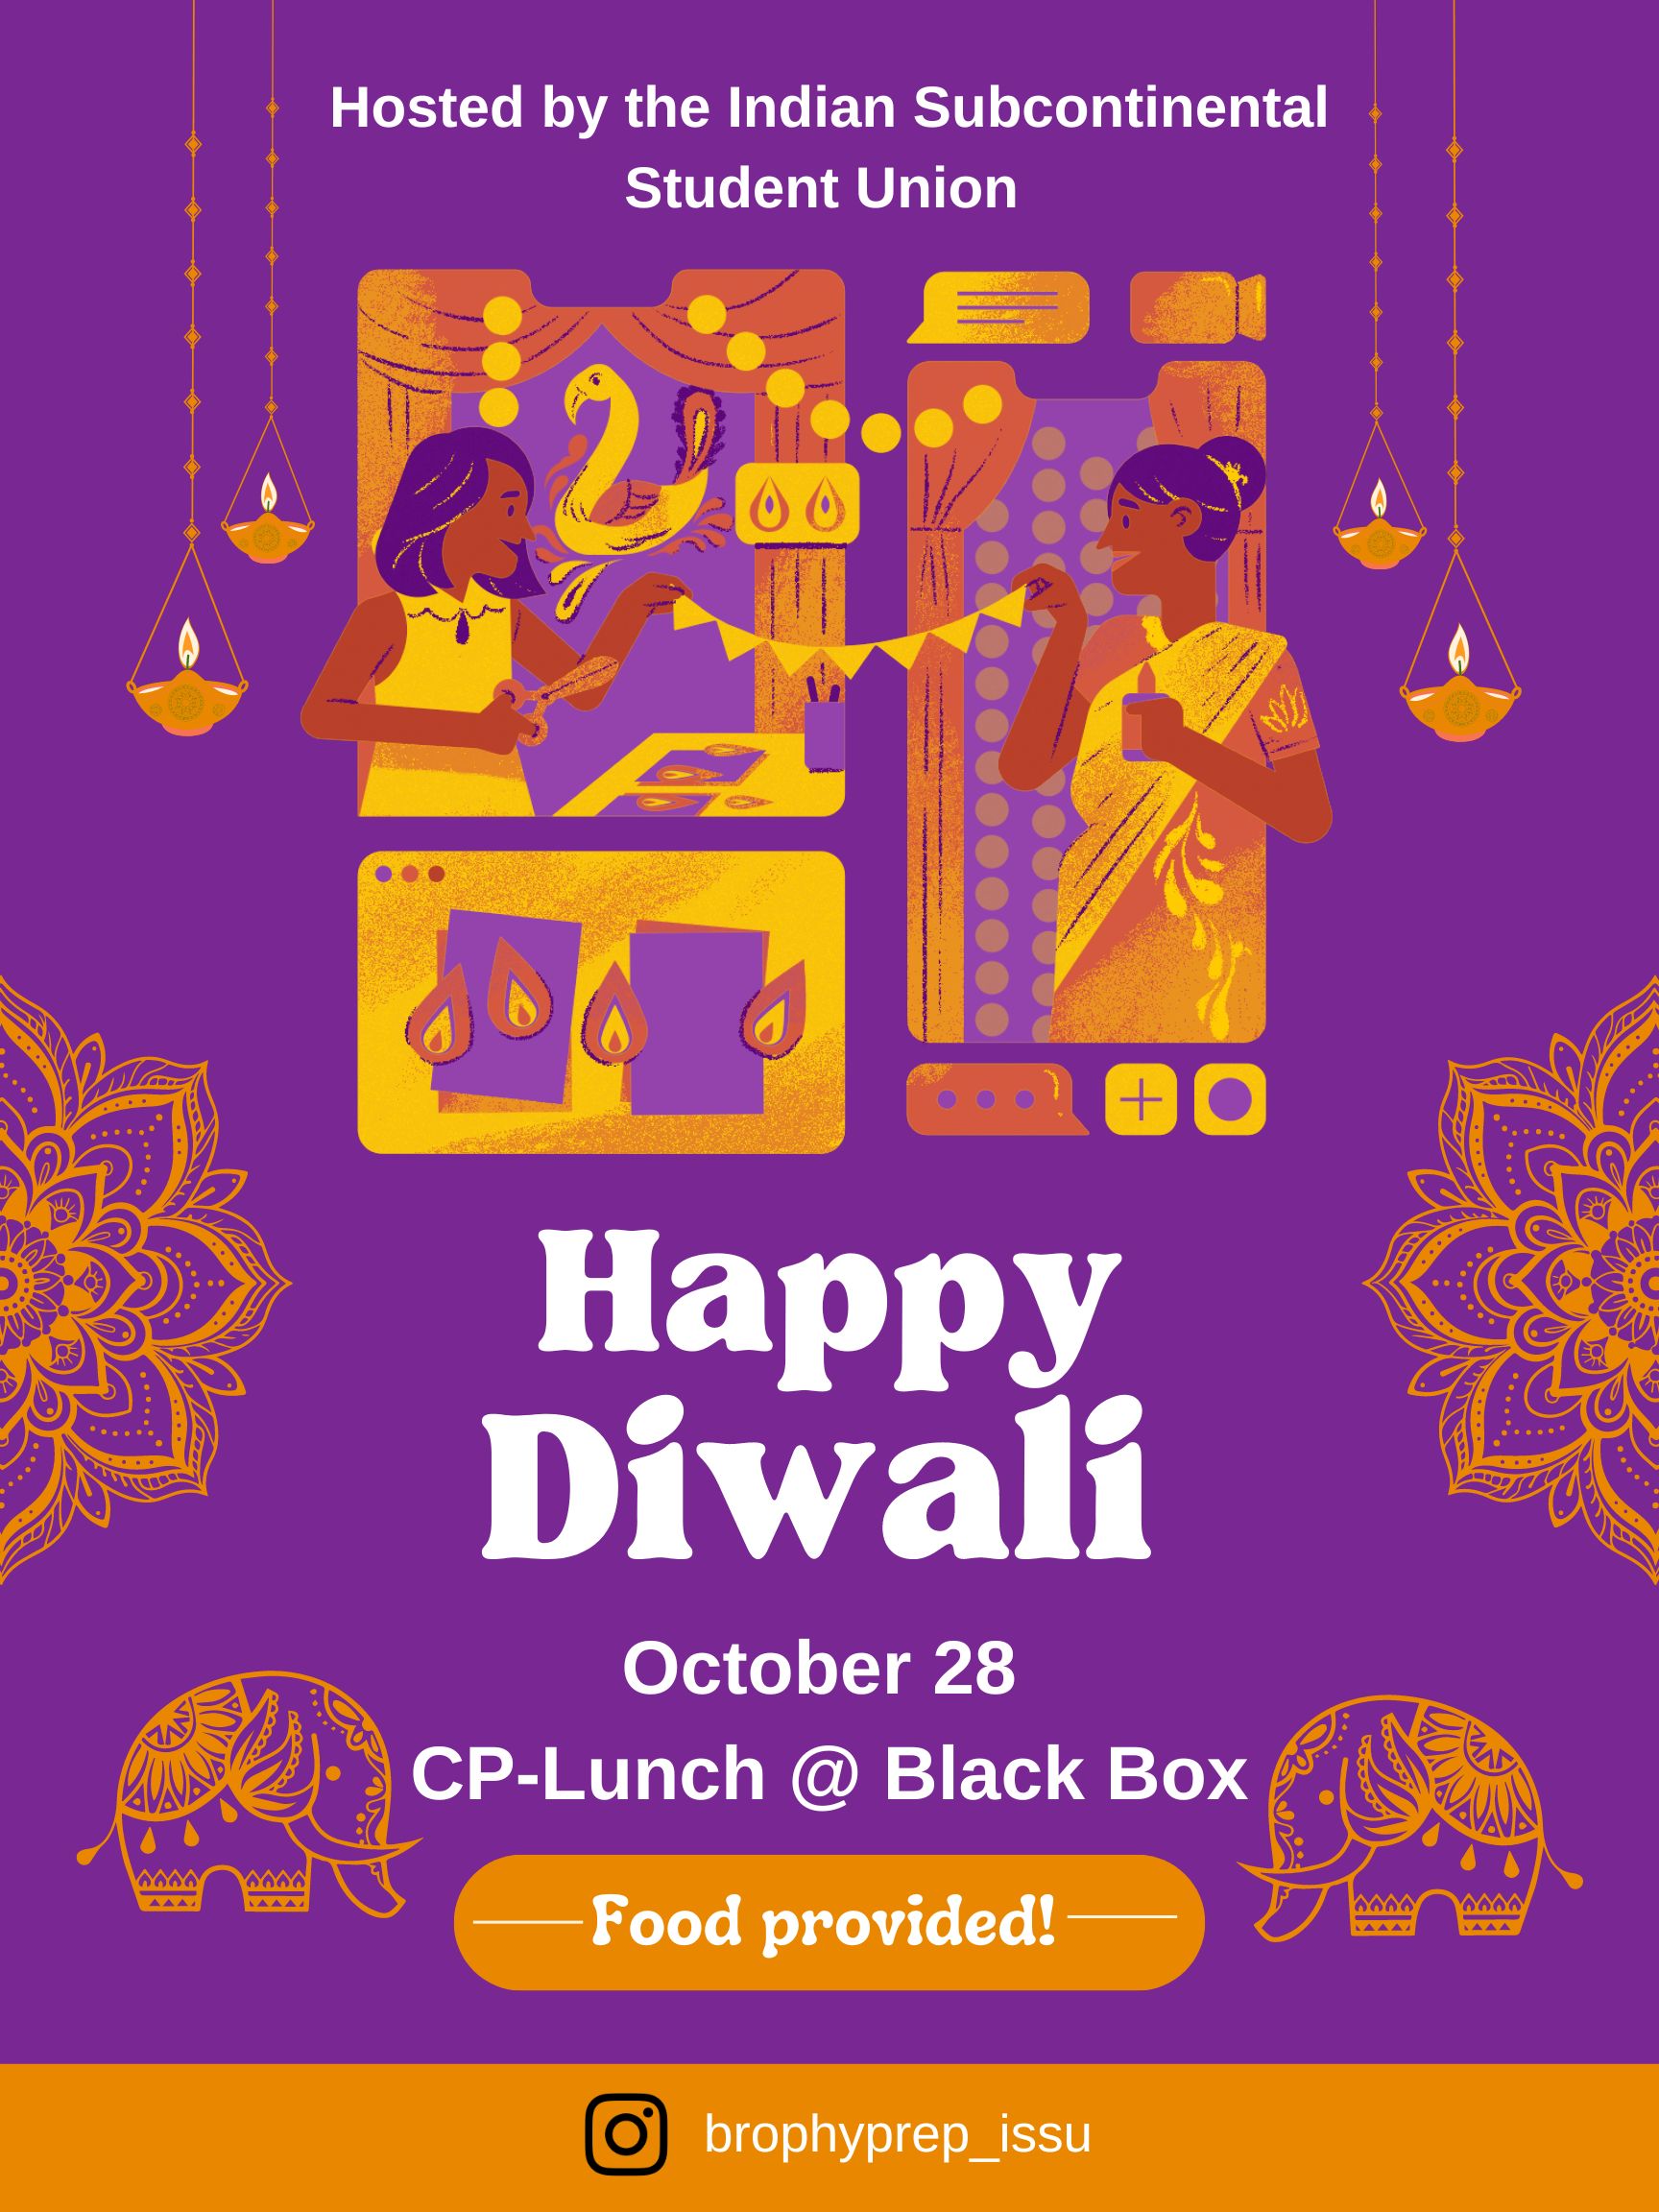 Hosted by the Indian Subcontinental
Student Union
Happy
Diwali
October 28
CP-Lunch @ Black Box
Food provided!
brophyprep_issu